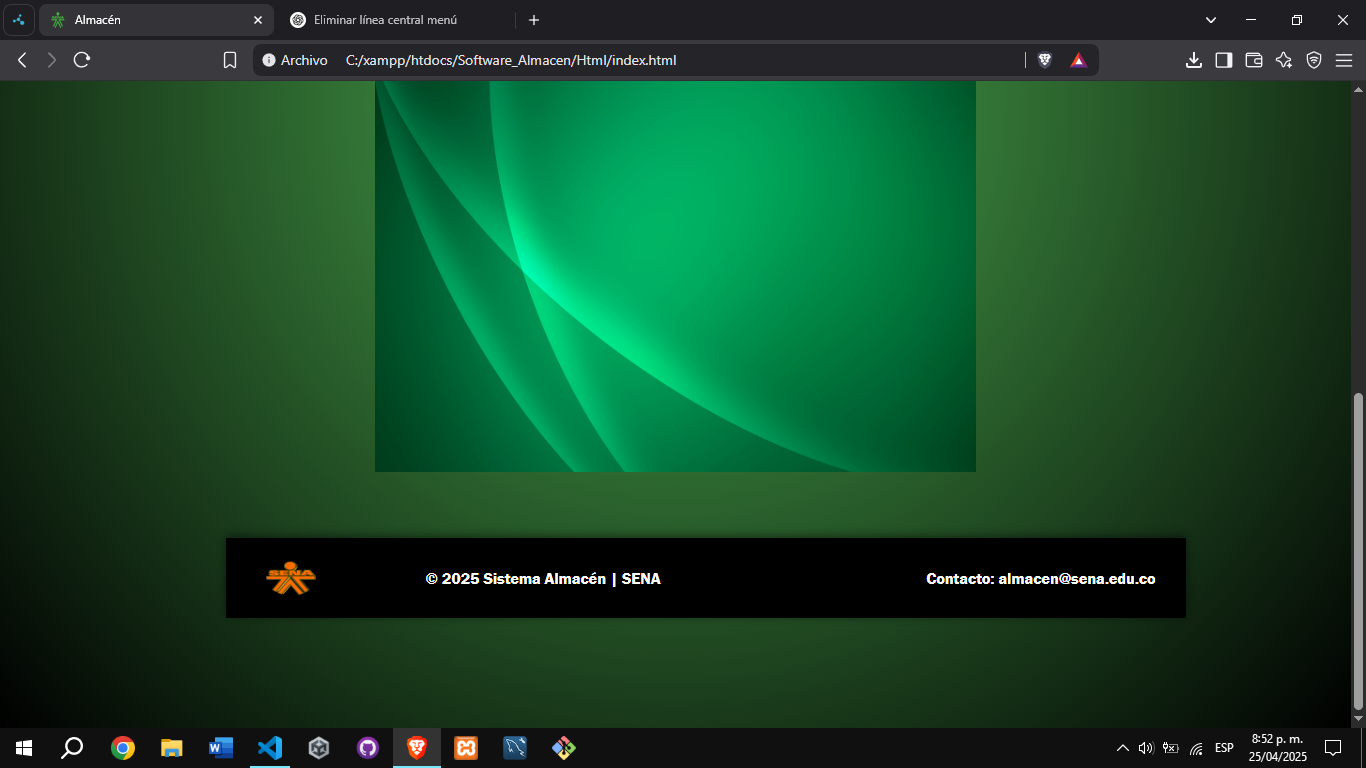 Almacén
Eliminar línea central menú
Archivo
C:/xampp/htdocs/Software_Almacen/Html/index.html
SENA
© 2025 Sistema Almacén | SENA
Contacto: almacen@sena.edu.co
ESP
8:52 p. m.
25/04/2025